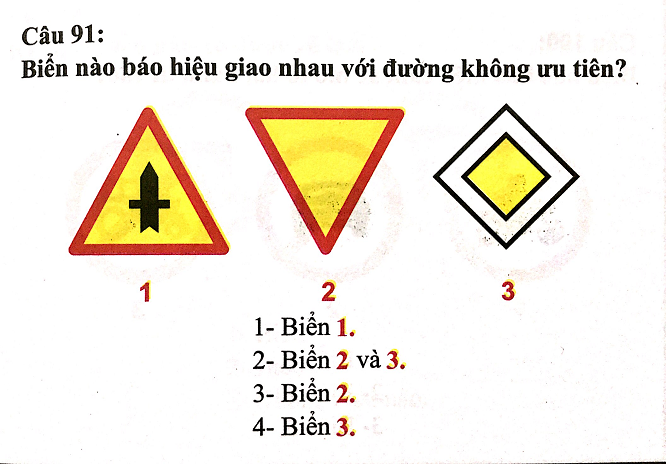 Câu 91:
Biển nào báo hiệu giao nhau với đường không ưu tiên?
1 2 3
1- Biển 1.
2- Biển 2 và 3.
3- Biển 2.
4- Biển 3.